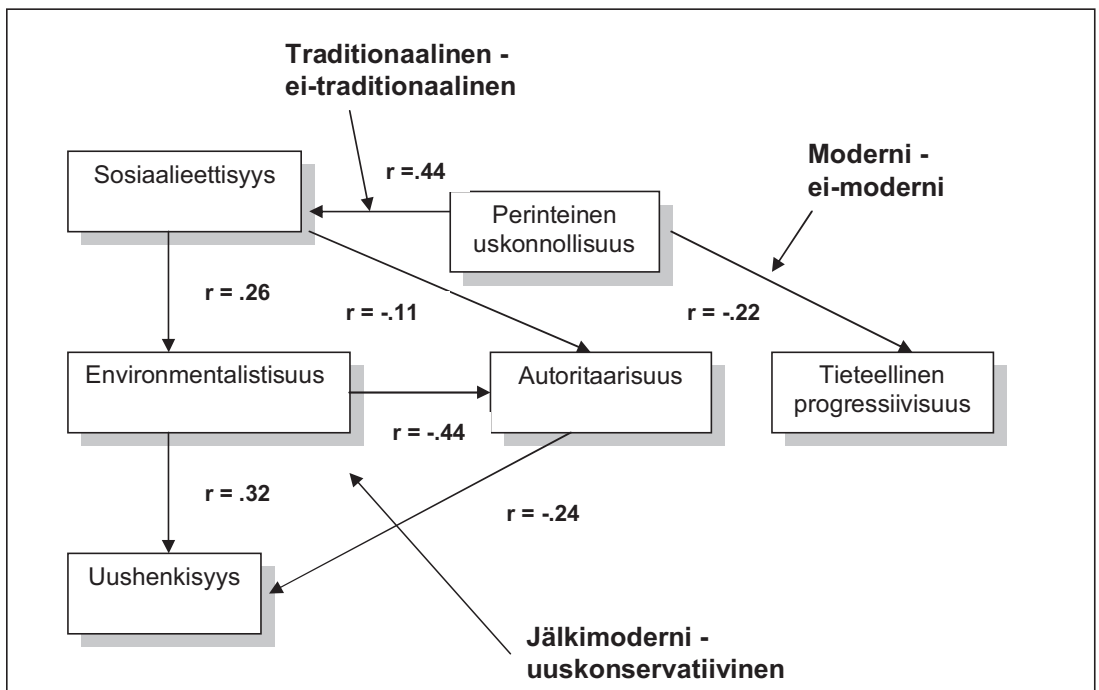 Traditionaalinen -
ei-traditionaalinen
Sosiaalieettisyys
r =.44
Moderni -
ei-moderni
Perinteinen
uskonnollisuus
r = .26
r = -.11
r = -.22
Environmentalistisuus
Autoritaarisuus
Tieteellinen
progressiivisuus
r = -.44
r = .32
r = -.24
Uushenkisyys
Jälkimoderni -
uuskonservatiivinen